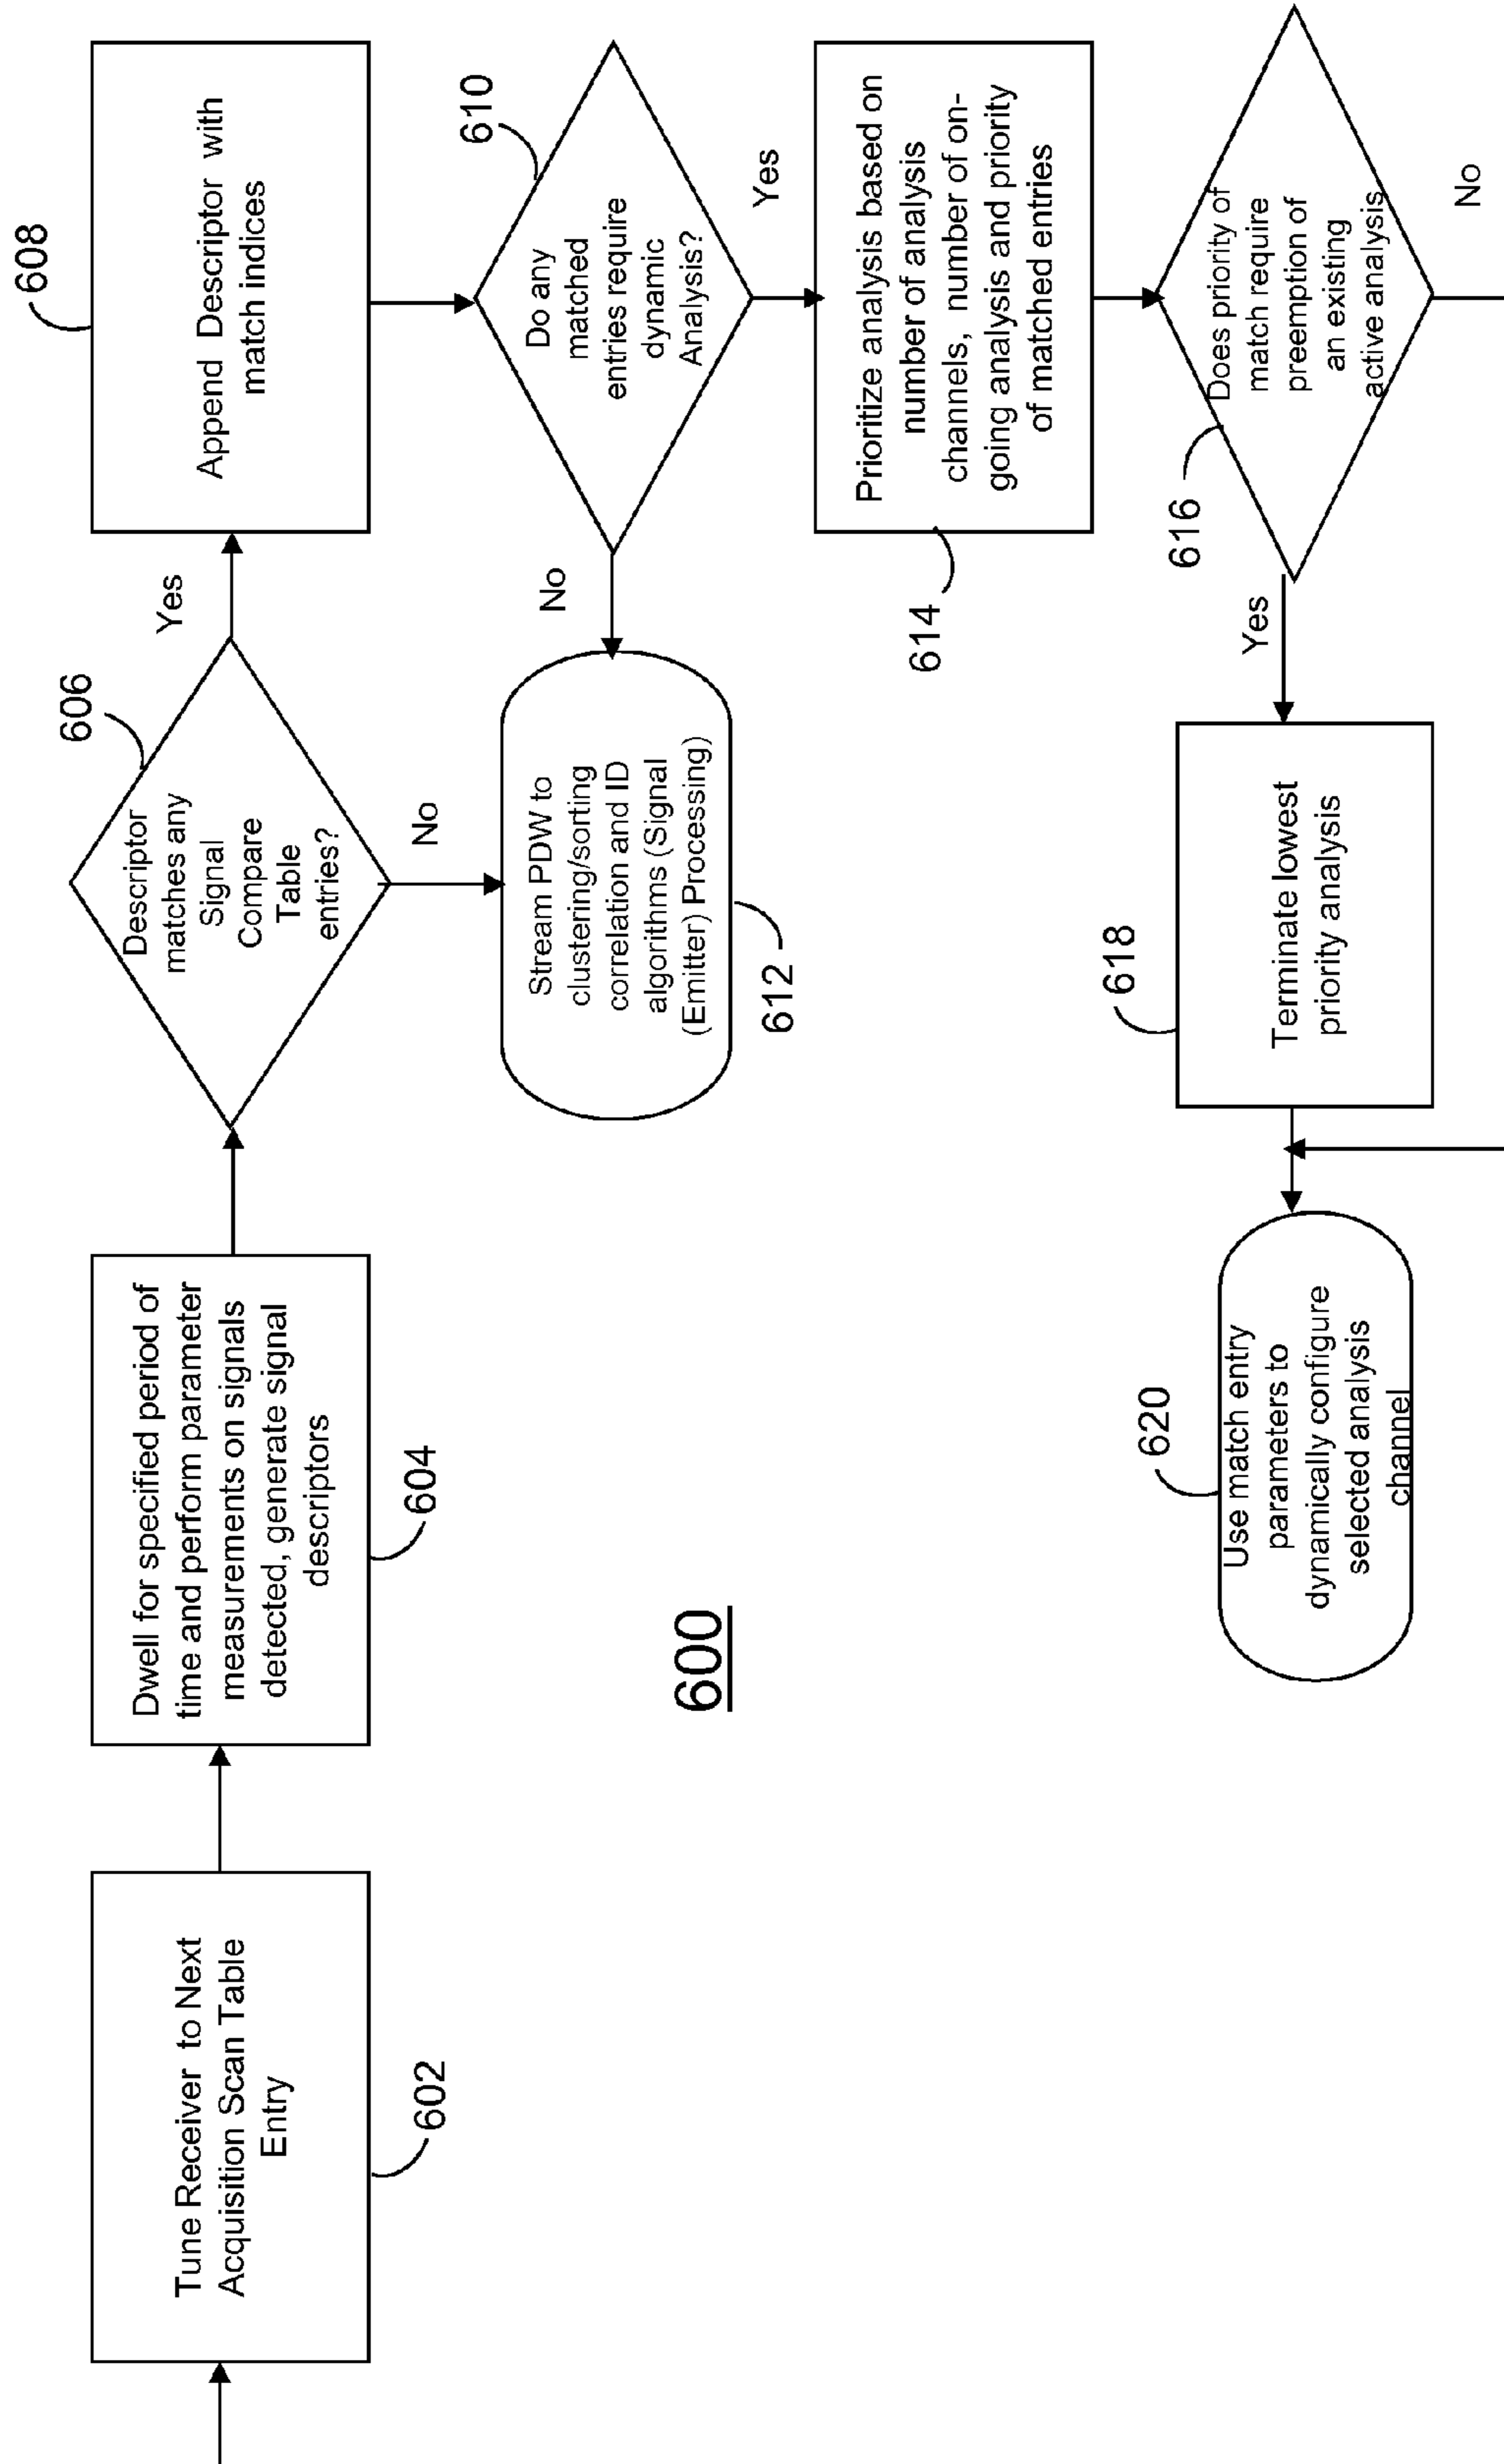 Tune Receiver to Next
Acquisition Scan Table
Entry
602
Dwell for specified period of
time and perform parameter
measurements on signals
detected, generate signal
descriptors
604
606
Descriptor
matches any
Signal
Compare
Table
entries?
Yes
No
608
Append Descriptor with
match indices
610
Do any
matched
entries require
dynamic
Analysis?
No
Yes
Stream PDW to
clustering/sorting
correlation and ID
algorithms (Signal
(Emitter) Processing)
612
600
Prioritize analysis based on
number of analysis
channels, number of on-
going analysis and priority
of matched entries
614
616
Does priority of
match require
preemption of
an existing
active analysis
Yes
No
618
Terminate lowest
priority analysis
620
Use match entry
parameters to
dynamically configure
selected analysis
channel